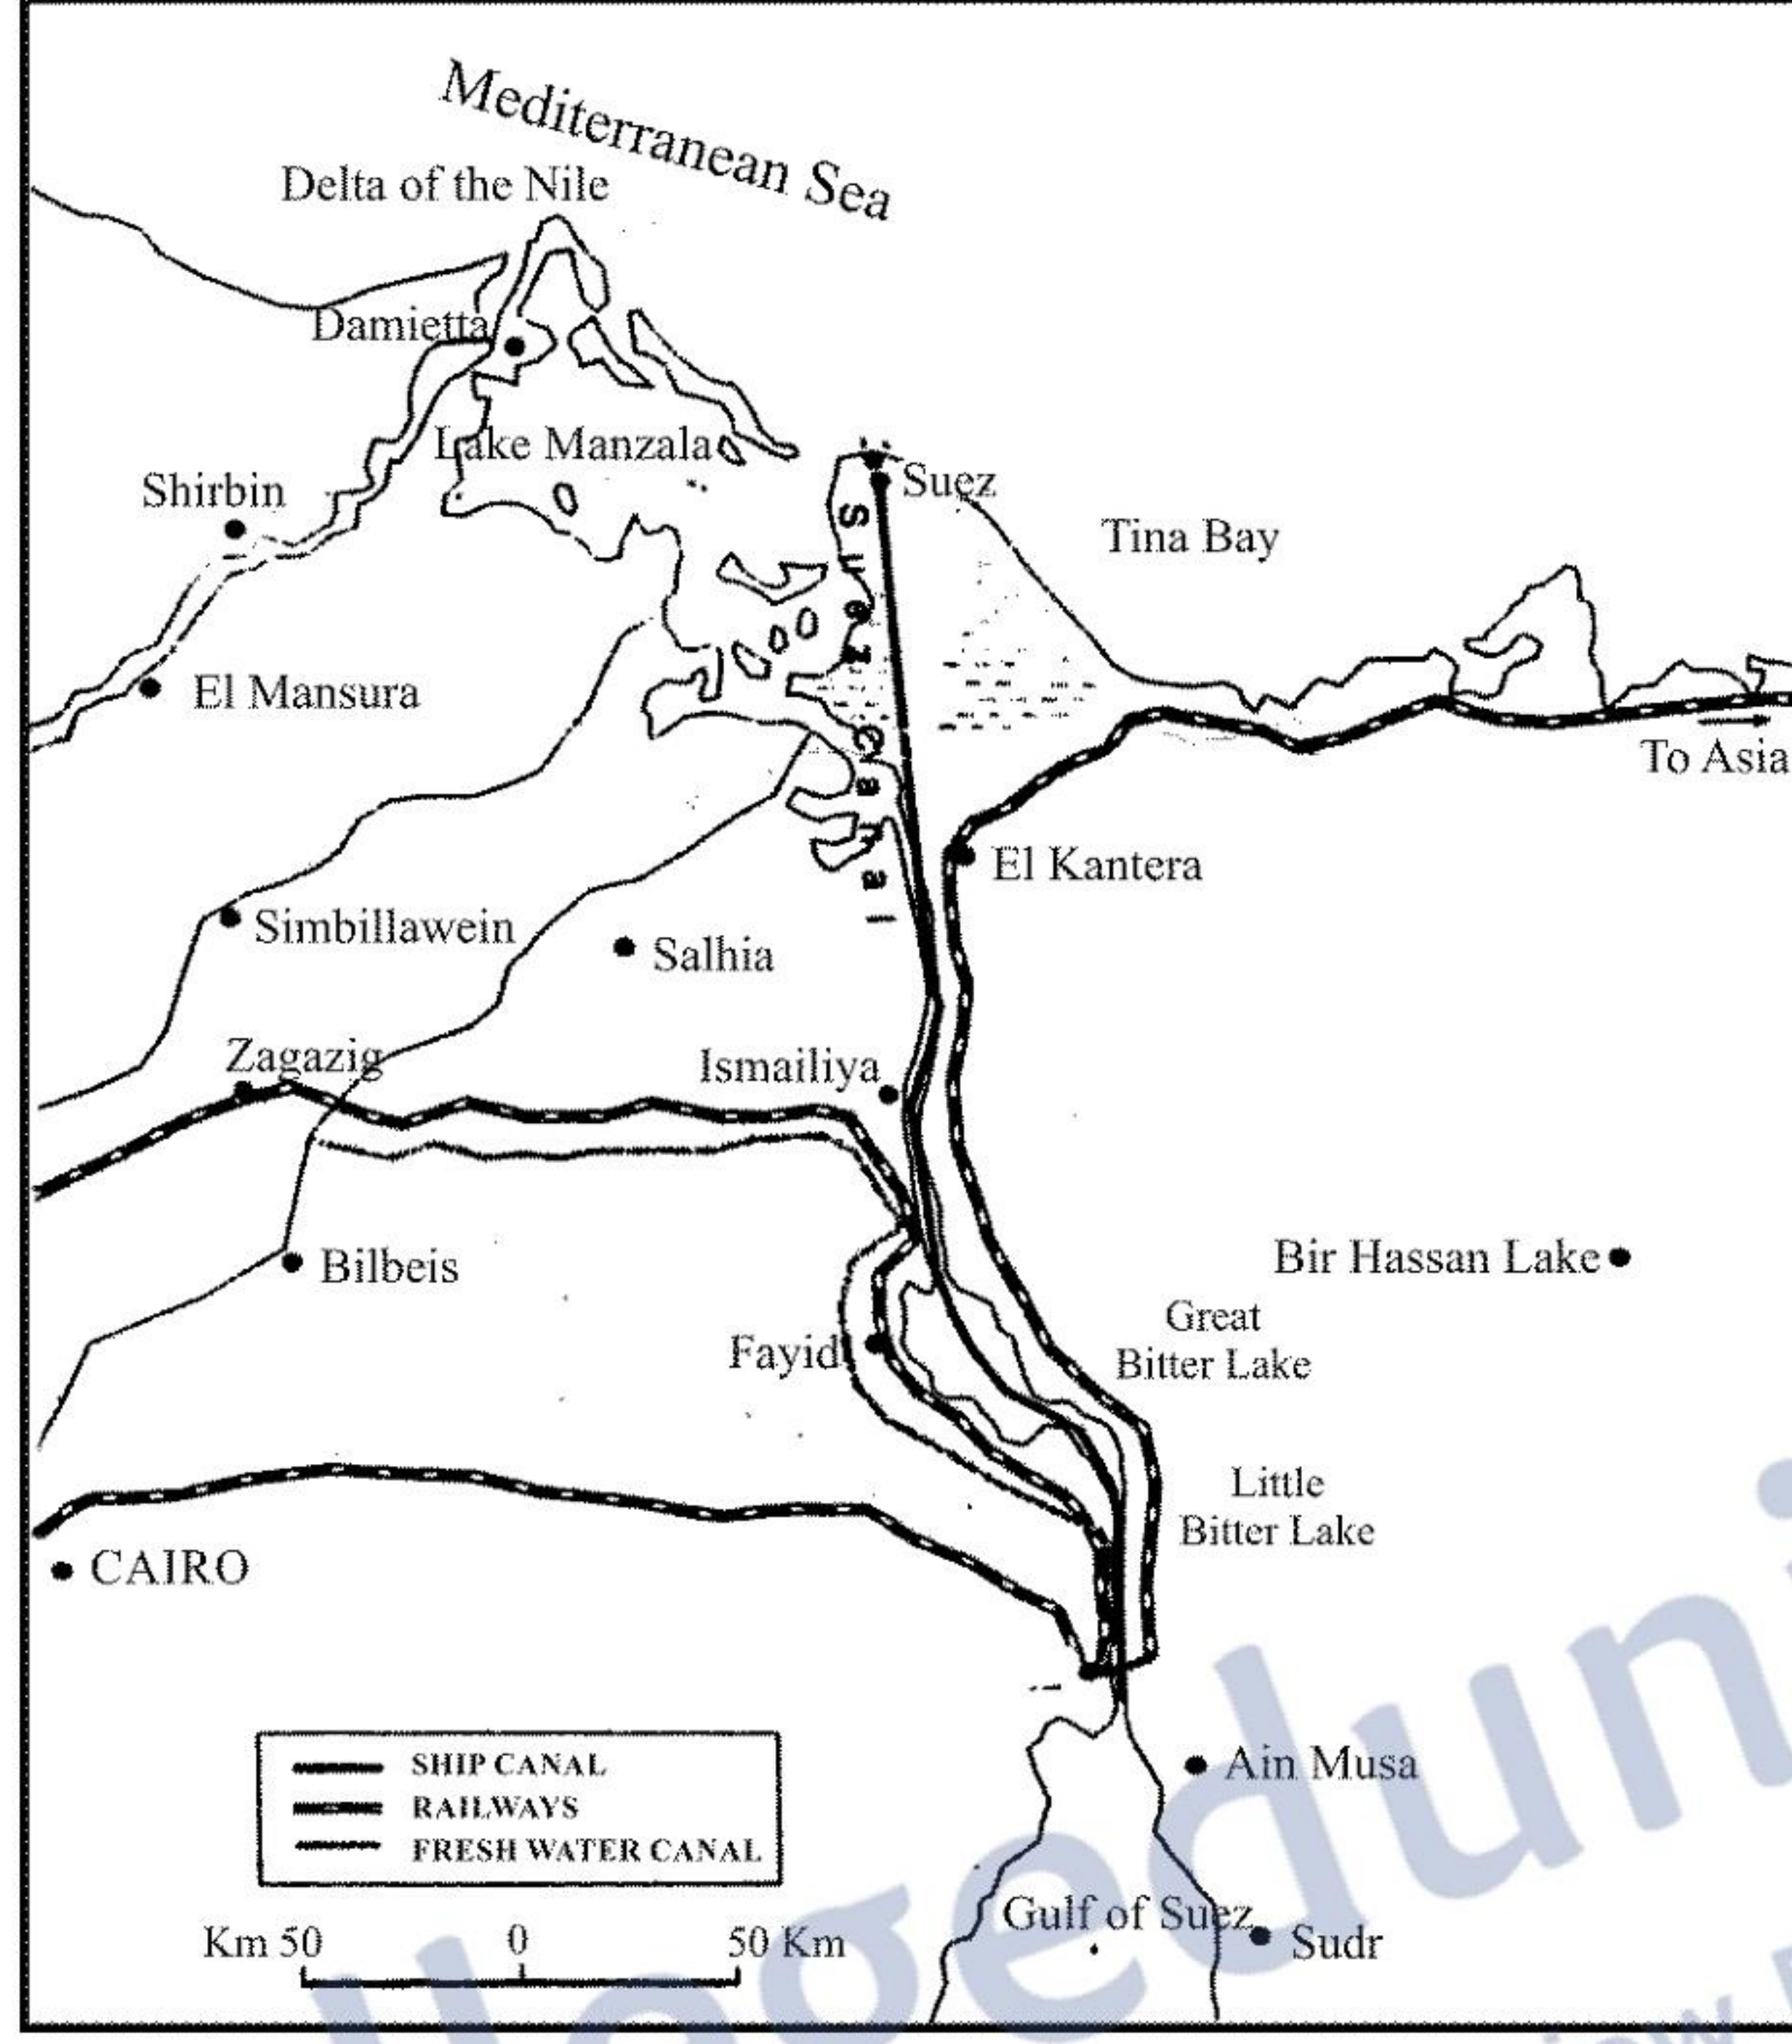 Mediterranean Sea
Delta of the Nile
Damietta
Lake Manzala
Suez
Shirbin
Tina Bay
Suez Canal
El Mansura
To Asia
El Kantera
Simbillawein
Salhia
Zagazig
Ismailiya
Bilbeis
Bir Hassan Lake
Great
Bitter Lake
Fayid
Little
Bitter Lake
CAIRO
SHIP CANAL
RAILWAYS
FRESH WATER CANAL
Ain Musa
Gulf of Suez
Sudr
Km 50 0 50 Km